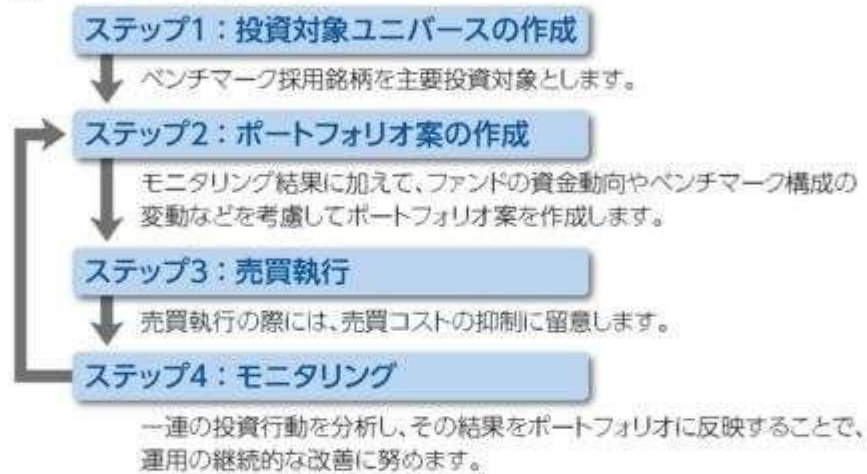 ステップ1：投資対象ユニバースの作成
ベンチマーク採用銘柄を主要投資対象とします。
ステップ2：ポートフォリオ案の作成
モニタリング結果に加えて、ファンドの資金動向やベンチマーク構成の
変動などを考慮してポートフォリオ案を作成します。
ステップ3：売買執行
売買執行の際には、売買コストの抑制に留意します。
ステップ4：モニタリング
一連の投資行動を分析し、その結果をポートフォリオに反映することで、
運用の継続的な改善に努めます。